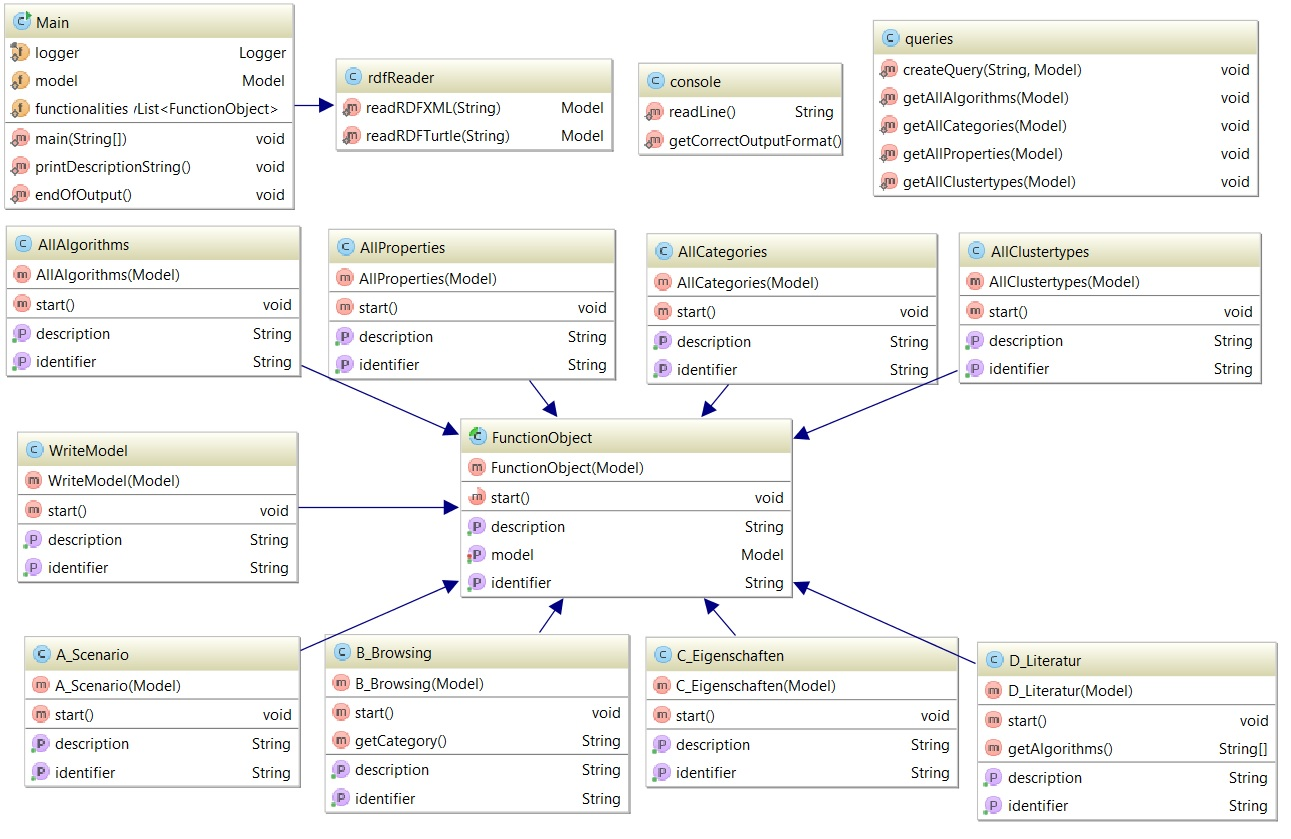 Main
logger Logger
model Model
functionalities List<FunctionObject>
main(String[]) void
printDescriptionString() void
endOfOutput() void
rdfReader
readRDFXML(String) Model
readRDFTurtle(String) Model
console
readLine() String
getCorrectOutputFormat()
queries
createQuery(String, Model) void
getAllAlgorithms(Model) void
getAllCategories(Model) void
getAllProperties(Model) void
getAllClustertypes(Model) void
AllAlgorithms
AllAlgorithms(Model)
start() void
description String
identifier String
AllProperties
AllProperties(Model)
start() void
description String
identifier String
AllCategories
AllCategories(Model)
start() void
description String
identifier String
AllClustertypes
AllClustertypes(Model)
start() void
description String
identifier String
WriteModel
WriteModel(Model)
start() void
description String
identifier String
FunctionObject
FunctionObject(Model)
start() void
description String
model Model
identifier String
A_Scenario
A_Scenario(Model)
start() void
description String
identifier String
B_Browsing
B_Browsing(Model)
start() void
getCategory() String
description String
identifier String
C_Eigenschaften
C_Eigenschaften(Model)
start() void
description String
identifier String
D_Literatur
D_Literatur(Model)
start() void
getAlgorithms() String[]
description String
identifier String